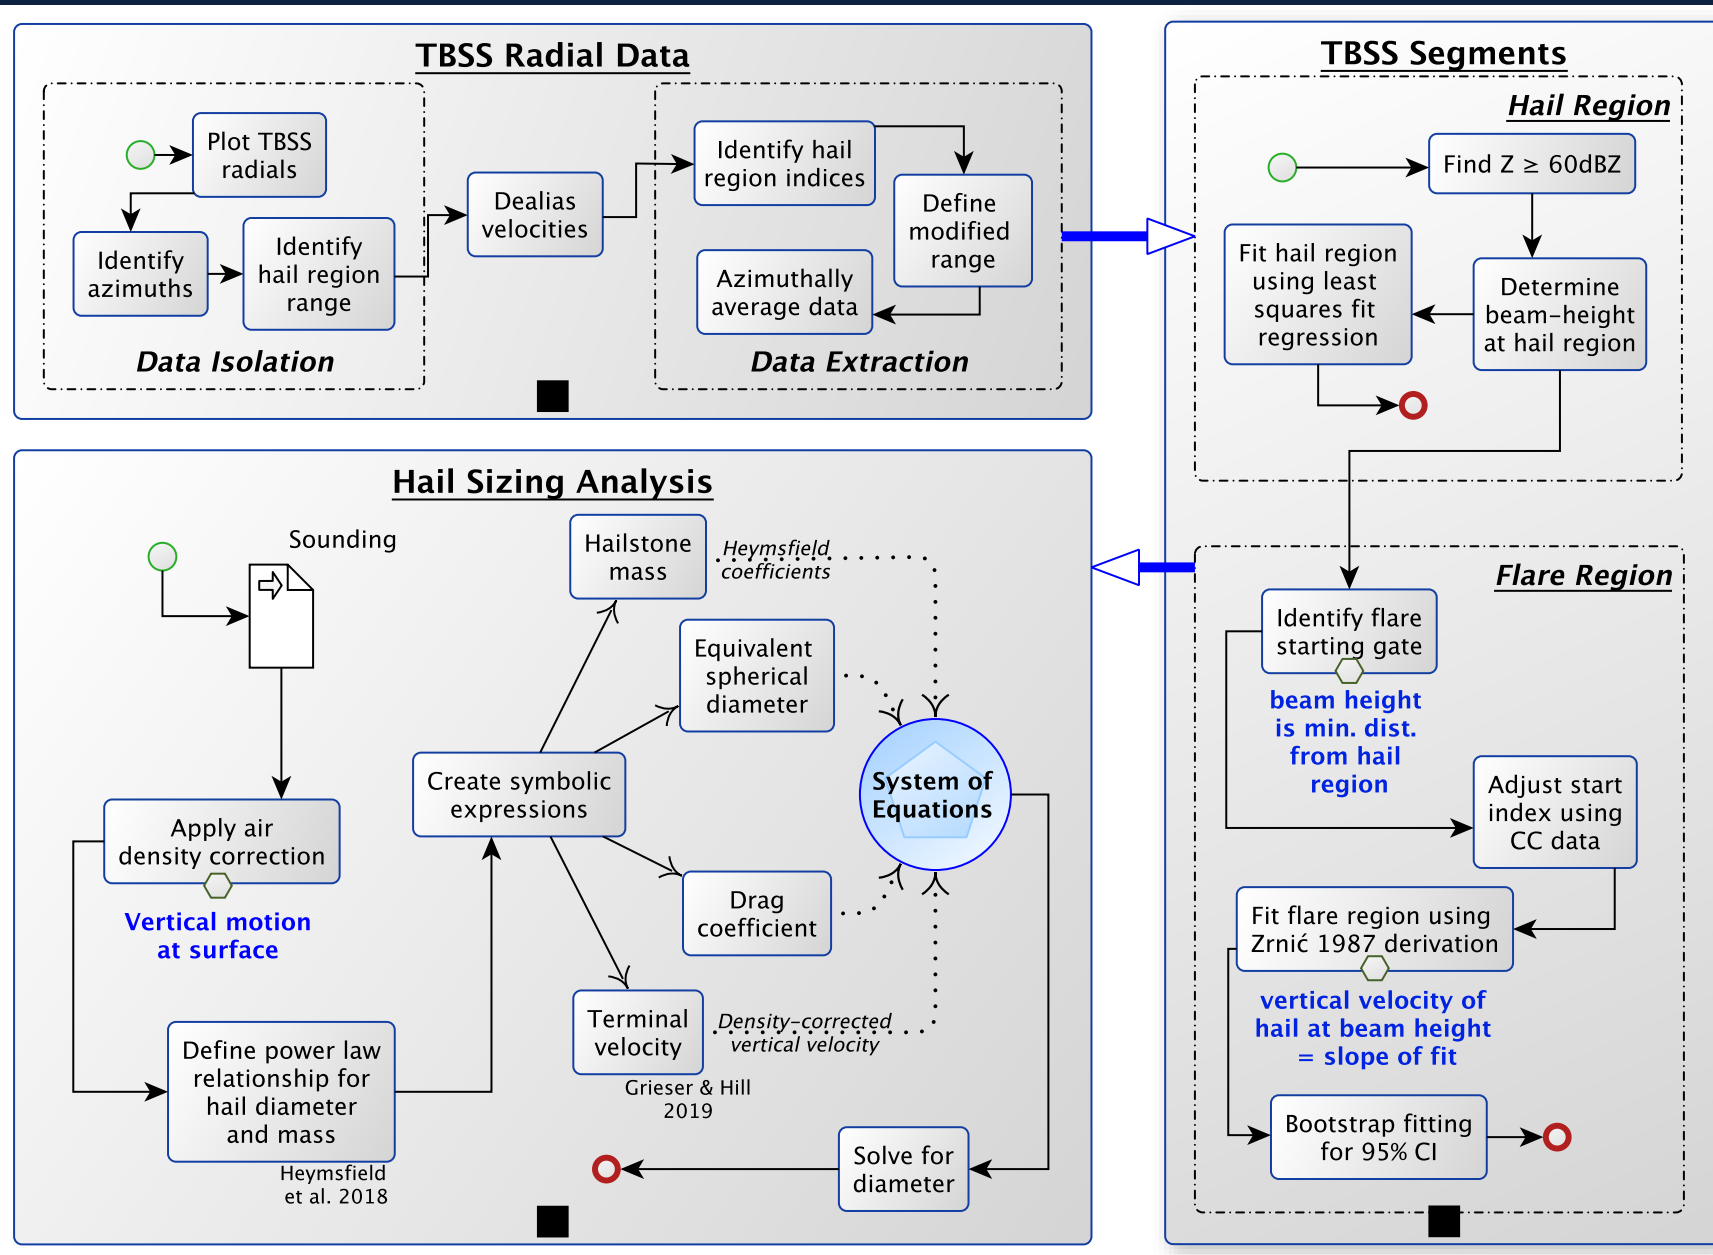 TBSS Radial Data
Plot TBSS
radials
Identify
azimuths
Identify
hail region
range
Data Isolation
Dealias
velocities
Identify hail
region indices
Define
modified
range
Azimuthally
average data
Data Extraction
TBSS Segments
Hail Region
Find Z ≥ 60dBZ
Determine
beam-height
at hail region
Fit hail region
using least
squares fit
regression
Flare Region
Identify flare
starting gate
beam height
is min. dist.
from hail
region
Adjust start
index using
CC data
Fit flare region using
Zrnić 1987 derivation
vertical velocity of
hail at beam height
= slope of fit
Bootstrap fitting
for 95% CI
Hail Sizing Analysis
Sounding
Apply air
density correction
Vertical motion
at surface
Define power law
relationship for
hail diameter
and mass
Heymsfield
et al. 2018
Create symbolic
expressions
Hailstone
mass
Heymsfield
coefficients
Equivalent
spherical
diameter
Drag
coefficient
Terminal
velocity
Density-corrected
vertical velocity
Grieser & Hill
2019
System of
Equations
Solve for
diameter